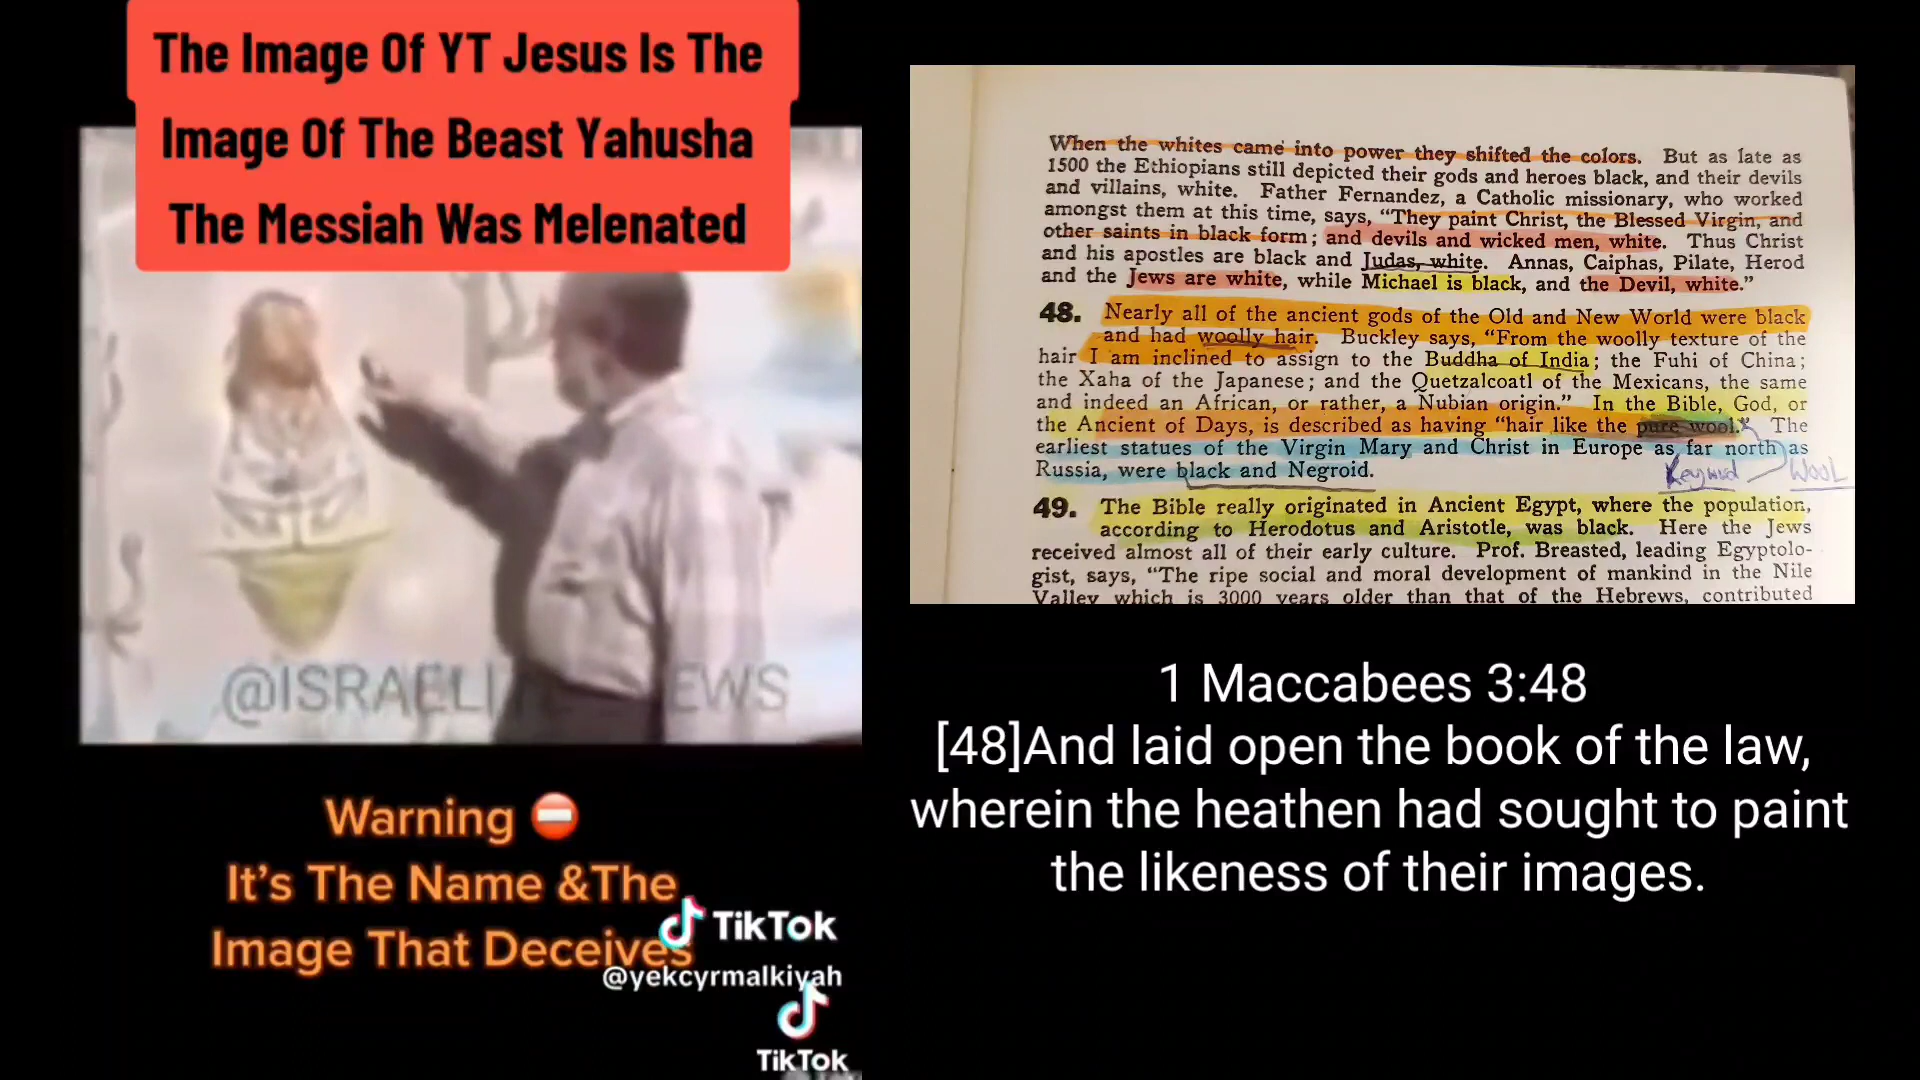 The Image Of YT Jesus Is The
Image Of The Beast Yahusha
The Messiah Was Melenated
@ISRAELI EWS
Warning ⛔
It's The Name &The
Image That Deceives
TikTok
@yekcyrmalkiyah
TikTok
When the whites came into power they shifted the colors. But as late as
1500 the Ethiopians still depicted their gods and heroes black, and their devils
and villains, white. Father Fernandez, a Catholic missionary, who worked
amongst them at this time, says, "They paint Christ, the Blessed Virgin, and
other saints in black form; and devils and wicked men, white. Thus Christ
and his apostles are black and Judas, white. Annas, Caiphas, Pilate, Herod
and the Jews are white, while Michael is black, and the Devil, white."
48. Nearly all of the ancient gods of the Old and New World were black
and had woolly hair. Buckley says, "From the woolly texture of the
hair I am inclined to assign to the Buddha of India; the Fuhi of China;
the Xaha of the Japanese; and the Quetzalcoatl of the Mexicans, the same
and indeed an African, or rather, a Nubian origin." In the Bible, God, or
the Ancient of Days, is described as having "hair like the pure wool." The
earliest statues of the Virgin Mary and Christ in Europe as far north as
Russia, were black and Negroid.
Keyword Wool
49. The Bible really originated in Ancient Egypt, where the population,
according to Herodotus and Aristotle, was black. Here the Jews
received almost all of their early culture. Prof. Breasted, leading Egyptolo-
gist, says, "The ripe social and moral development of mankind in the Nile
Valley which is 3000 years older than that of the Hebrews, contributed
1 Maccabees 3:48
[48]And laid open the book of the law,
wherein the heathen had sought to paint
the likeness of their images.